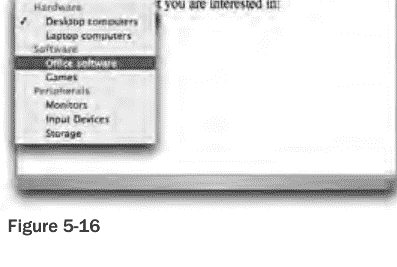 Hardware
t you are interested in:
✓ Desktop computers
Laptop computers
Software
Office software
Games
Peripherals
Monitors
Input Devices
Storage
Figure 5-16